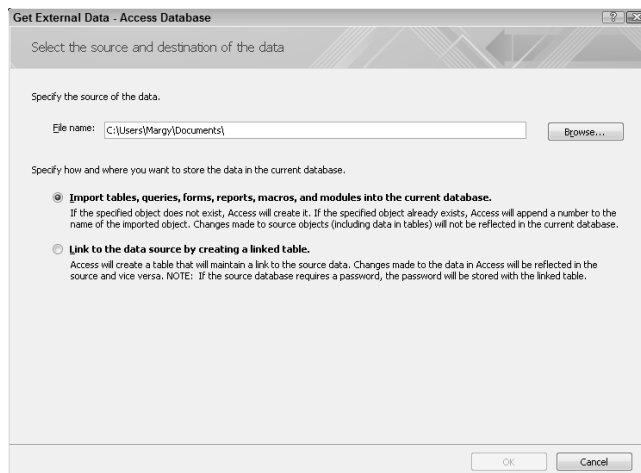 Get External Data - Access Database
Select the source and destination of the data
Specify the source of the data.
File name: C:\Users\Margy\Documents\ Browse...
Specify how and where you want to store the data in the current database.
Import tables, queries, forms, reports, macros, and modules into the current database.
If the specified object does not exist, Access will create it. If the specified object already exists, Access will append a number to the
name of the imported object. Changes made to source objects (including data in tables) will not be reflected in the current database.
Link to the data source by creating a linked table.
Access will create a table that will maintain a link to the source data. Changes made to the data in Access will be reflected in the
source and vice versa. NOTE: If the source database requires a password, the password will be stored with the linked table.
OK Cancel